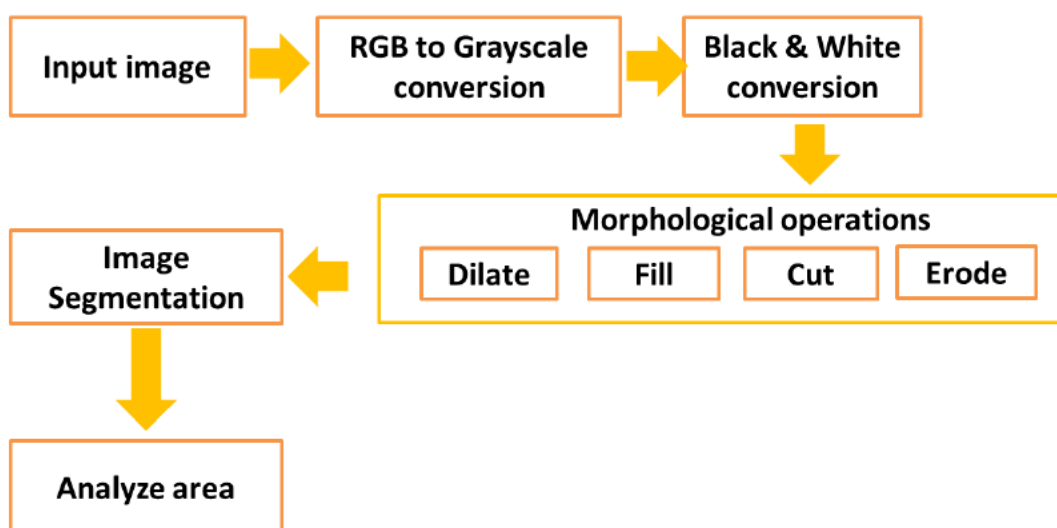 Input image
RGB to Grayscale
conversion
Black & White
conversion
Morphological operations
Dilate
Fill
Cut
Erode
Image
Segmentation
Analyze area